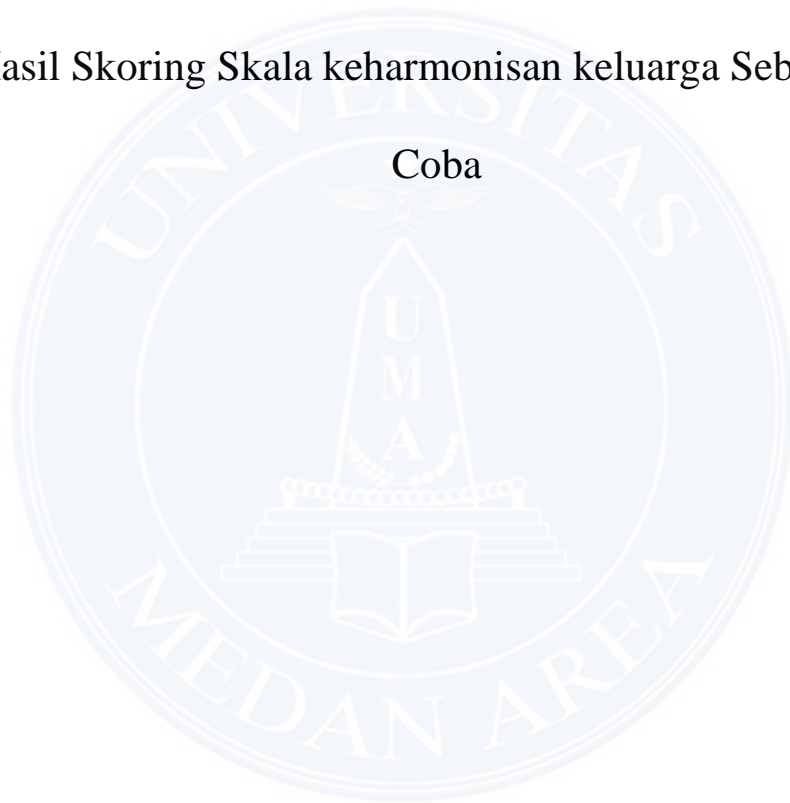 asil Skoring Skala keharmonisan keluarga Seb
Coba
UNIVERSITAS
U
M
A
MEDAN AREA